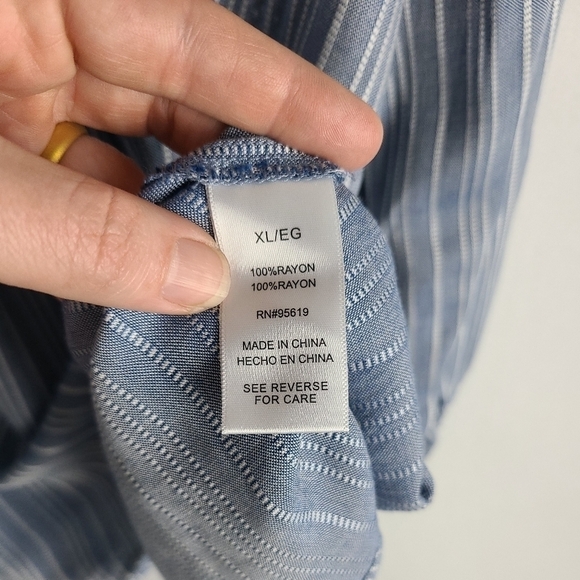 XL/EG
100%RAYON
100%RAYON
RN#95619
MADE IN CHINA
HECHO EN CHINA
SEE REVERSE
FOR CARE